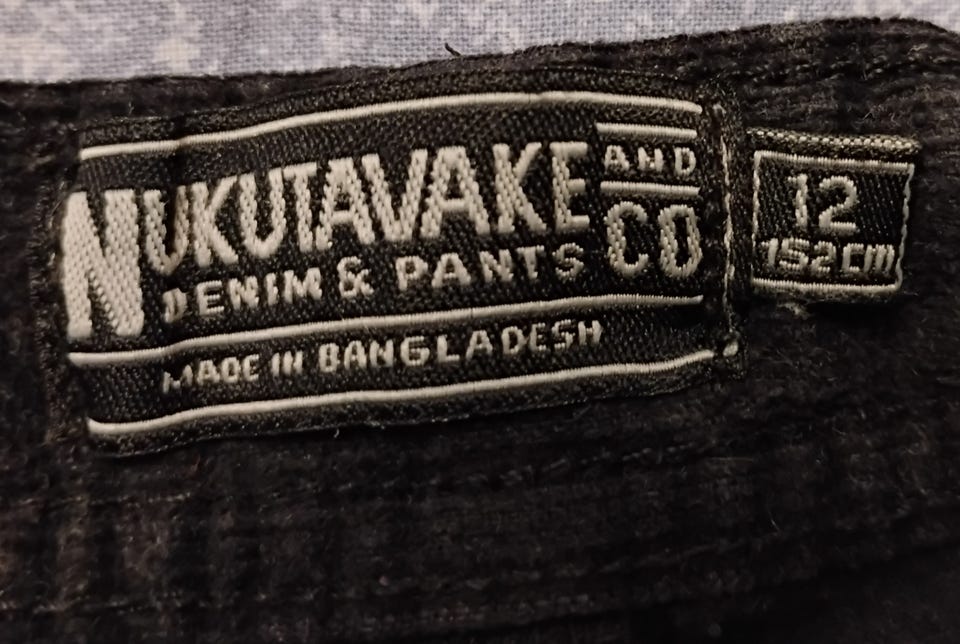 NUKUTAVAKE AND CO
DENIM & PANTS
MADE IN BANGLADESH
12
152cm